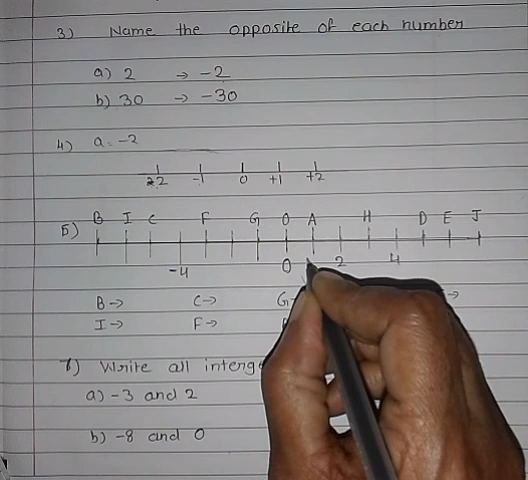 3) Name the opposite of each number
a) 2 → -2
b) 30 → -30
4) a. -2
-2 -1 0 +1 +2
5) B I C F G O A H D E J
-4 0 2 4
B→ C→ G →
I→ F→
7) Write all interge
a) -3 and 2
b) -8 and 0